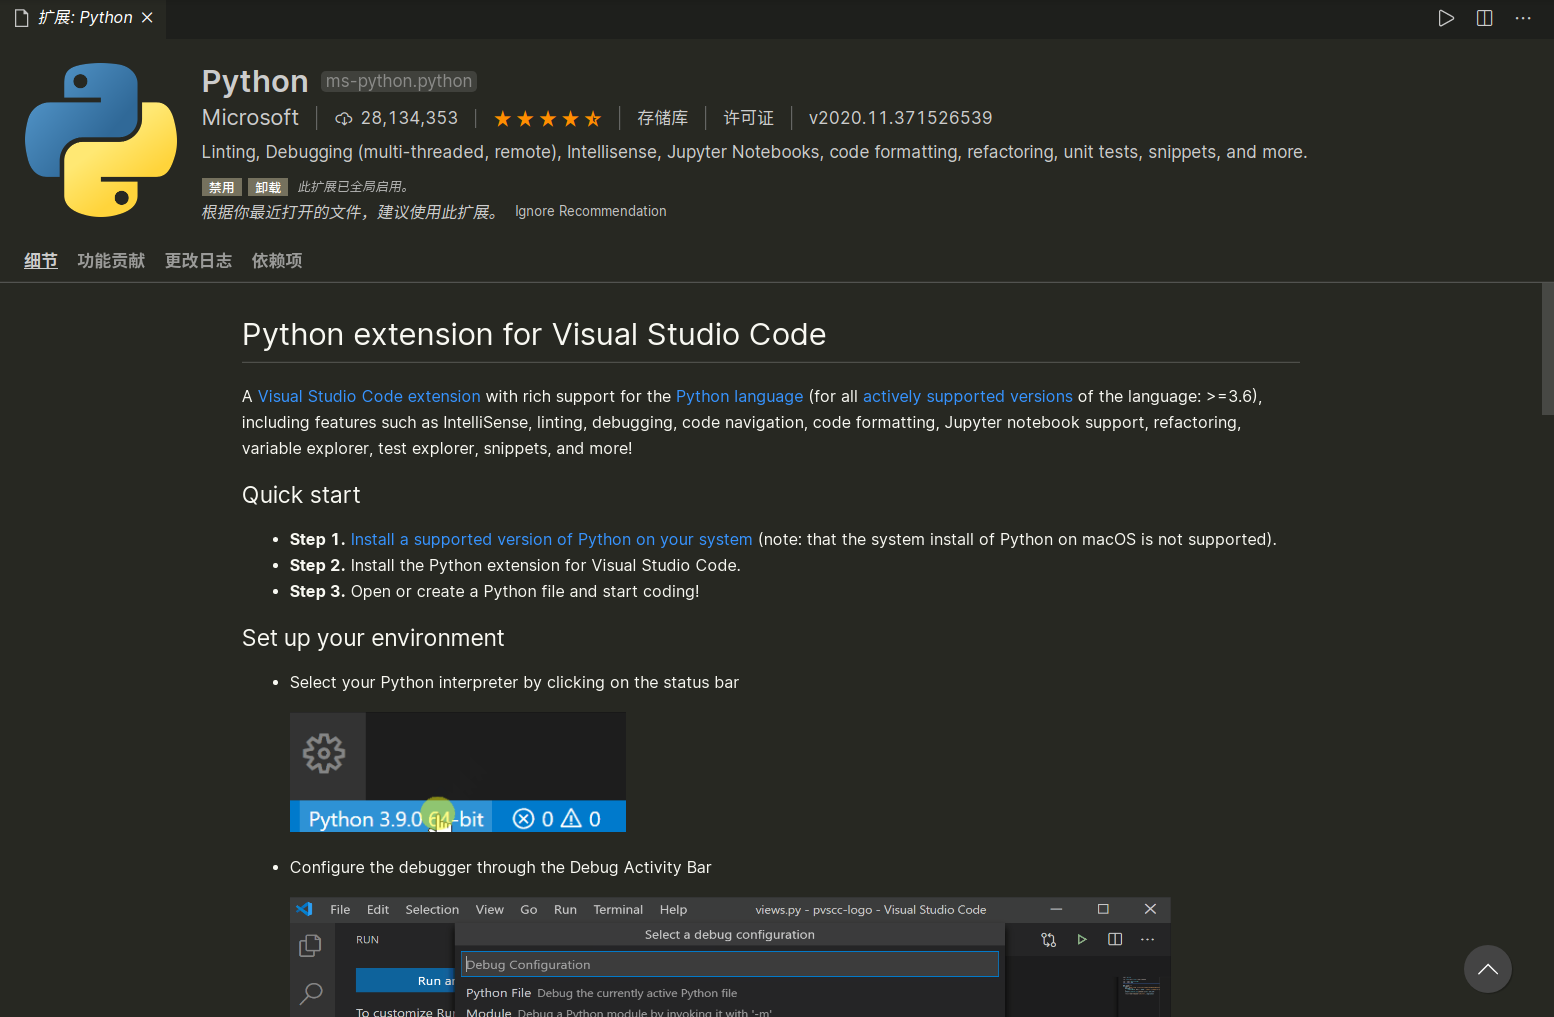 扩展: Python
Python ms-python.python
Microsoft 28,134,353 存储库 许可证 v2020.11.371526539
Linting, Debugging (multi-threaded, remote), Intellisense, Jupyter Notebooks, code formatting, refactoring, unit tests, snippets, and more.
禁用 卸载 此扩展已全局启用。
根据你最近打开的文件，建议使用此扩展。 Ignore Recommendation
细节 功能贡献 更改日志 依赖项
Python extension for Visual Studio Code
A Visual Studio Code extension with rich support for the Python language (for all actively supported versions of the language: >=3.6),
including features such as IntelliSense, linting, debugging, code navigation, code formatting, Jupyter notebook support, refactoring,
variable explorer, test explorer, snippets, and more!
Quick start
• Step 1. Install a supported version of Python on your system (note: that the system install of Python on macOS is not supported).
• Step 2. Install the Python extension for Visual Studio Code.
• Step 3. Open or create a Python file and start coding!
Set up your environment
• Select your Python interpreter by clicking on the status bar
Python 3.9.0 64-bit 0 0
• Configure the debugger through the Debug Activity Bar
File Edit Selection View Go Run Terminal Help views.py - pvscc-logo - Visual Studio Code
RUN Select a debug configuration
Debug Configuration
Run
Python File Debug the currently active Python file
To customize
Module Debug a Python module by invoking it with '-m'